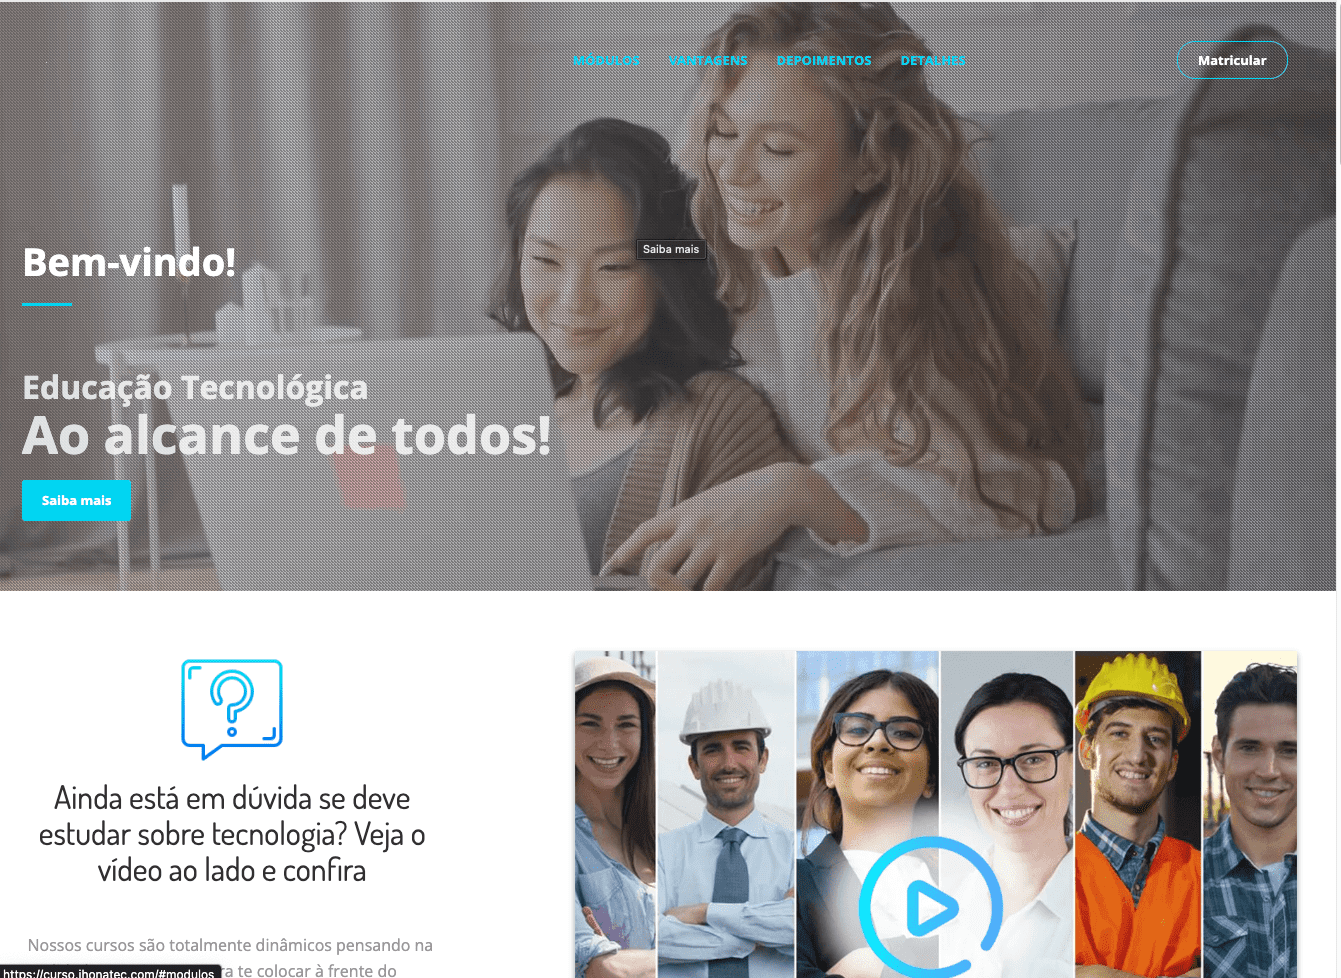 MÓDULOS VANTAGENS DEPOIMENTOS DETALHES Matricular
Saiba mais
Bem-vindo!
Educação Tecnológica
Ao alcance de todos!
Saiba mais
Ainda está em dúvida se deve
estudar sobre tecnologia? Veja o
vídeo ao lado e confira
Nossos cursos são totalmente dinâmicos pensando na
te colocar à frente do
https://curso.jhonatec.com/#modulos